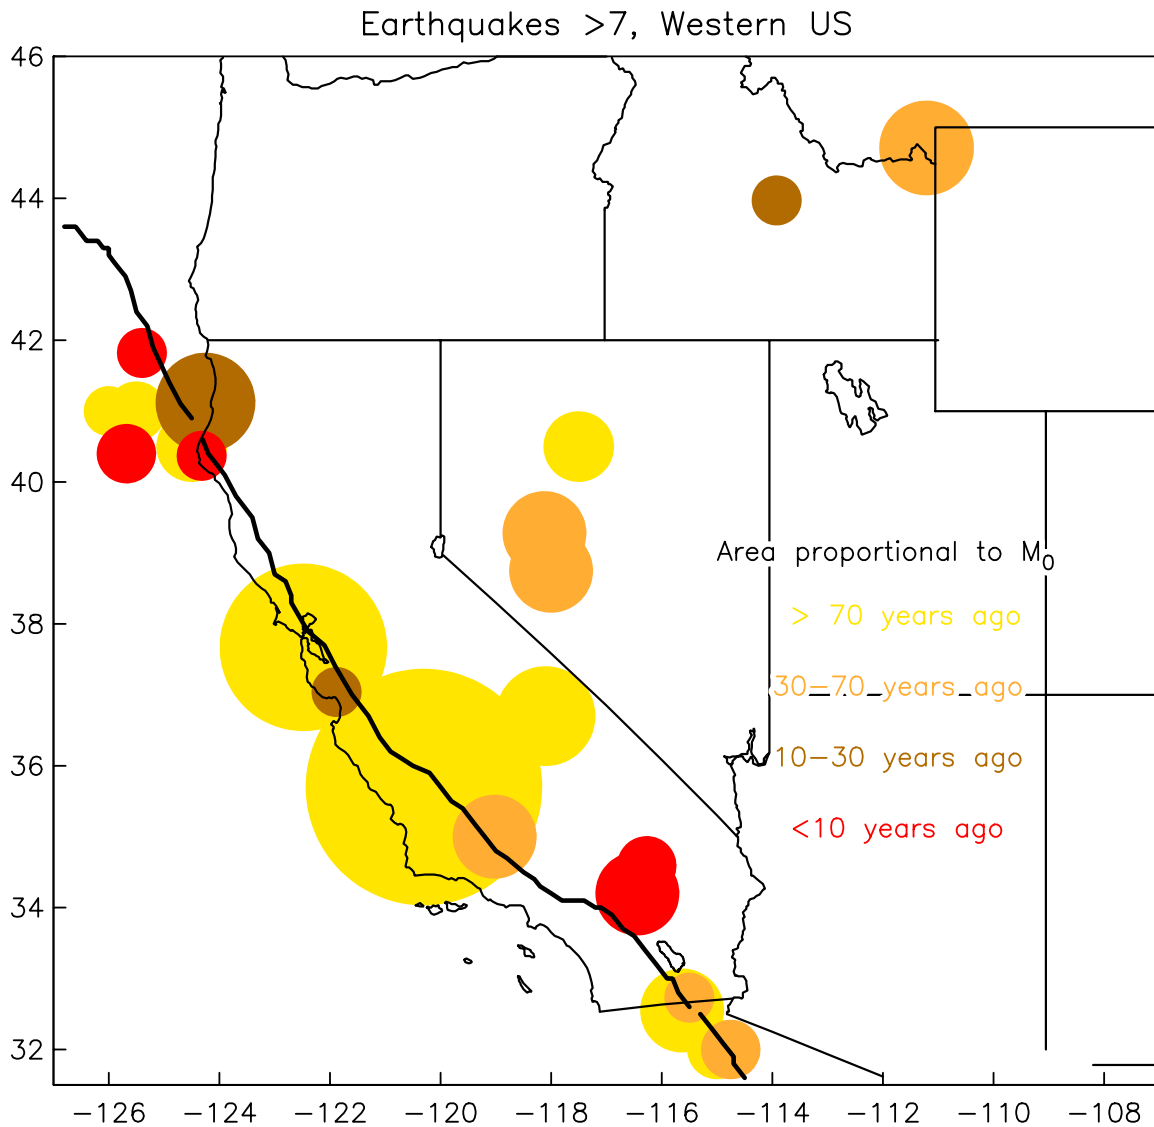 Earthquakes >7, Western US
46
44
42
40
38
36
34
32
Area proportional to M0
> 70 years ago
30−70 years ago
10−30 years ago
<10 years ago
−126 −124 −122 −120 −118 −116 −114 −112 −110 −108